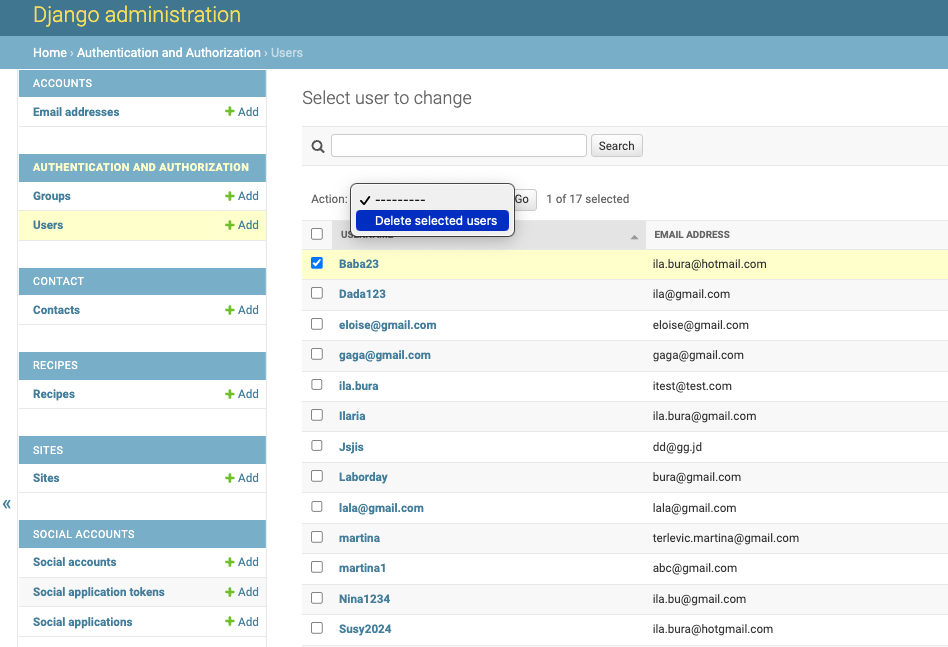 Django administration
Home › Authentication and Authorization › Users
ACCOUNTS
Email addresses + Add
AUTHENTICATION AND AUTHORIZATION
Groups + Add
Users + Add
CONTACT
Contacts + Add
RECIPES
Recipes + Add
SITES
Sites + Add
«
SOCIAL ACCOUNTS
Social accounts + Add
Social application tokens + Add
Social applications + Add
Select user to change
Search
Action: ✓ --------- Go 1 of 17 selected
Delete selected users
USERNAME EMAIL ADDRESS
Baba23 ila.bura@hotmail.com
Dada123 ila@gmail.com
eloise@gmail.com eloise@gmail.com
gaga@gmail.com gaga@gmail.com
ila.bura itest@test.com
Ilaria ila.bura@gmail.com
Jsjis dd@gg.jd
Laborday bura@gmail.com
lala@gmail.com lala@gmail.com
martina terlevic.martina@gmail.com
martina1 abc@gmail.com
Nina1234 ila.bu@gmail.com
Susy2024 ila.bura@hotgmail.com